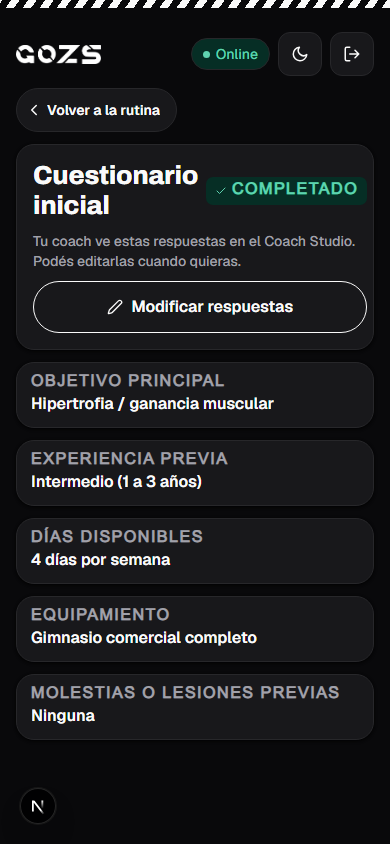 GOZS
Online
Volver a la rutina
Cuestionario
inicial
COMPLETADO
Tu coach ve estas respuestas en el Coach Studio.
Podés editarlas cuando quieras.
Modificar respuestas
OBJETIVO PRINCIPAL
Hipertrofia / ganancia muscular
EXPERIENCIA PREVIA
Intermedio (1 a 3 años)
DÍAS DISPONIBLES
4 días por semana
EQUIPAMIENTO
Gimnasio comercial completo
MOLESTIAS O LESIONES PREVIAS
Ninguna
N